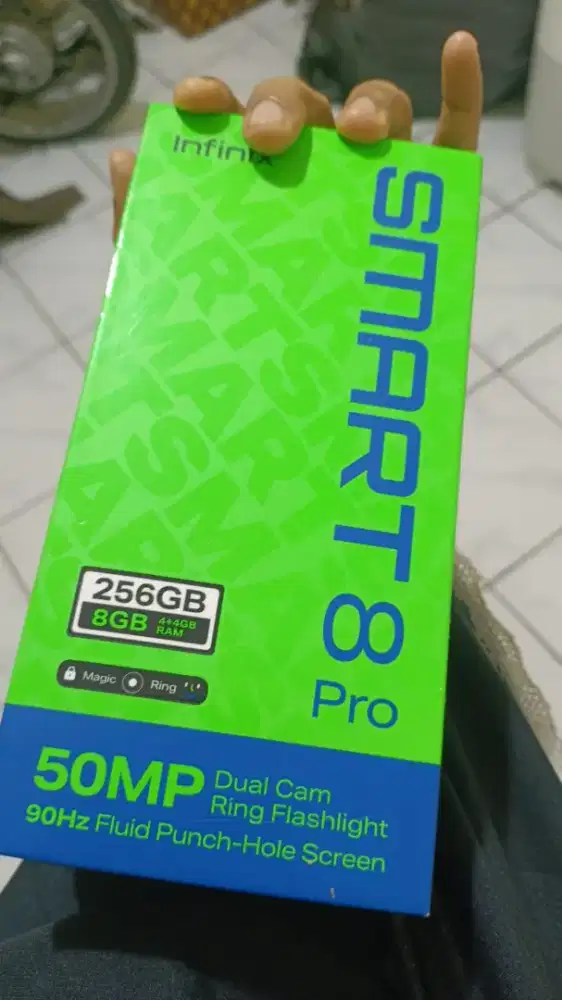 Infinix
SMART 8
Pro
256GB
8GB 4+4GB
RAM
Magic Ring
50MP Dual Cam
Ring Flashlight
90Hz Fluid Punch-Hole Screen